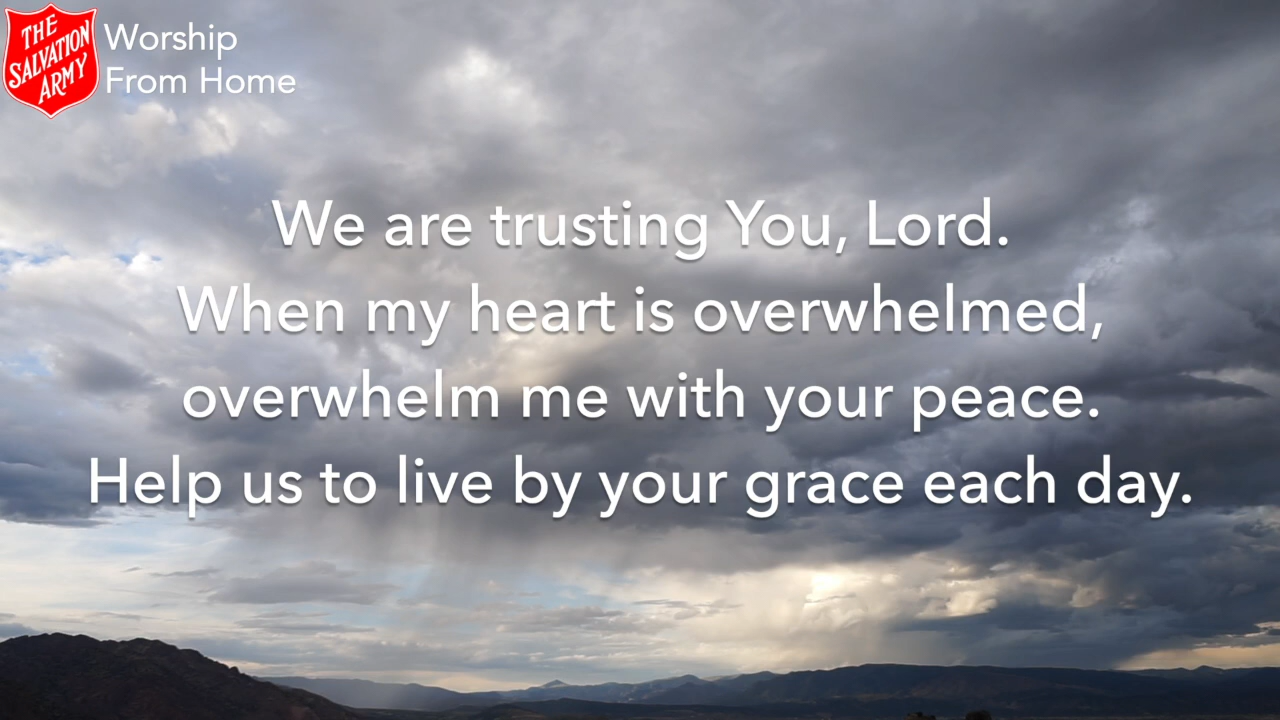 THE
SALVATION
ARMY
Worship
From Home
We are trusting You, Lord.
When my heart is overwhelmed,
overwhelm me with your peace.
Help us to live by your grace each day.